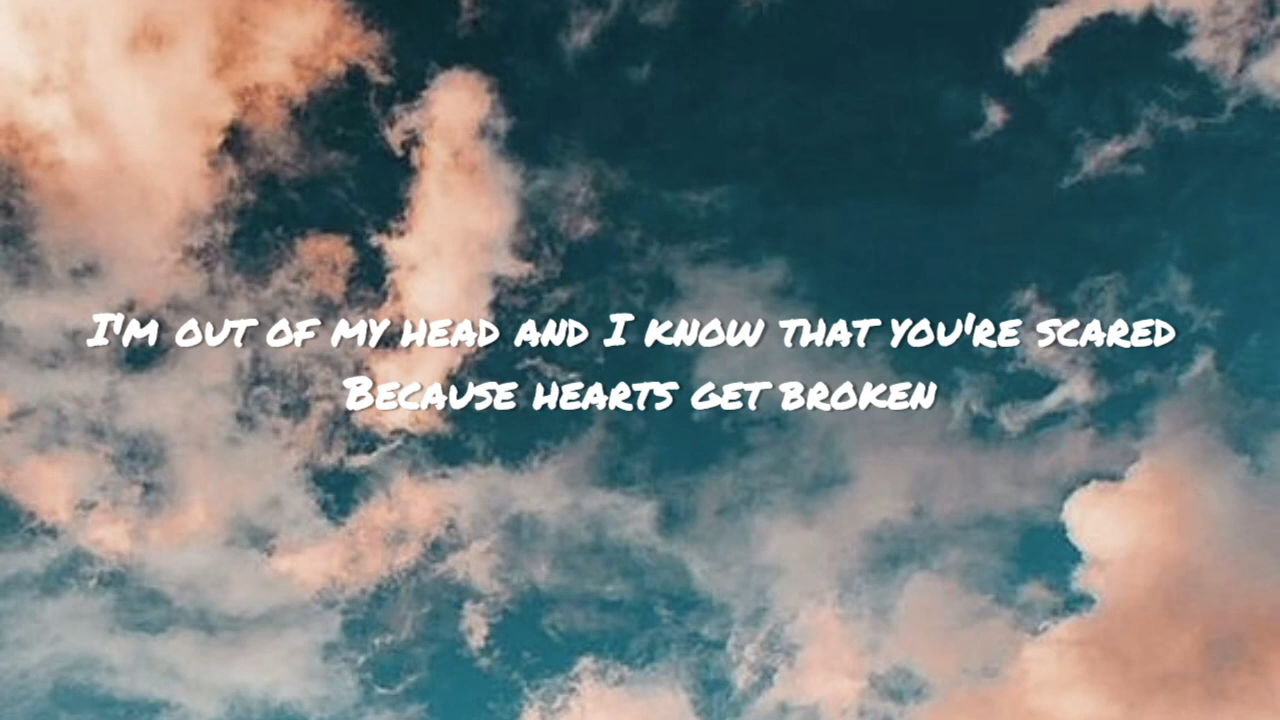 I'm out of my head and I know that you're scared
Because hearts get broken